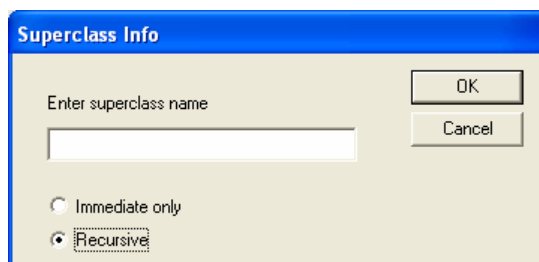 Superclass Info
OK
Enter superclass name
Cancel
Immediate only
Recursive